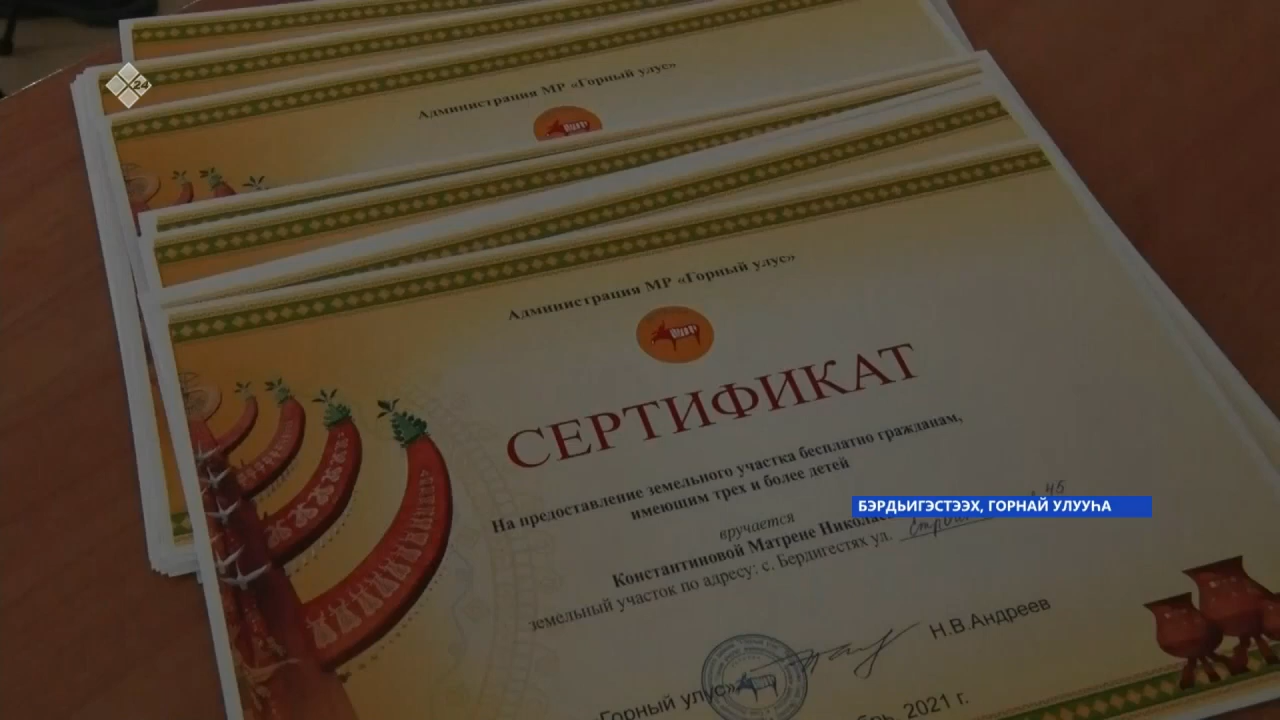 24
Администрация МР «Горный улус»
Администрация МР «Горный улус»
СЕРТИФИКАТ
На предоставление земельного участка бесплатно гражданам,
имеющим трех и более детей
вручается
Константиновой Матрене
земельный участок по адресу: с. Бердигестях ул.
45
БЭРДЬИГЭСТЭЭХ, ГОРНАЙ УЛУУҺА
Н.В.Андреев
Горный улус»
2021 г.